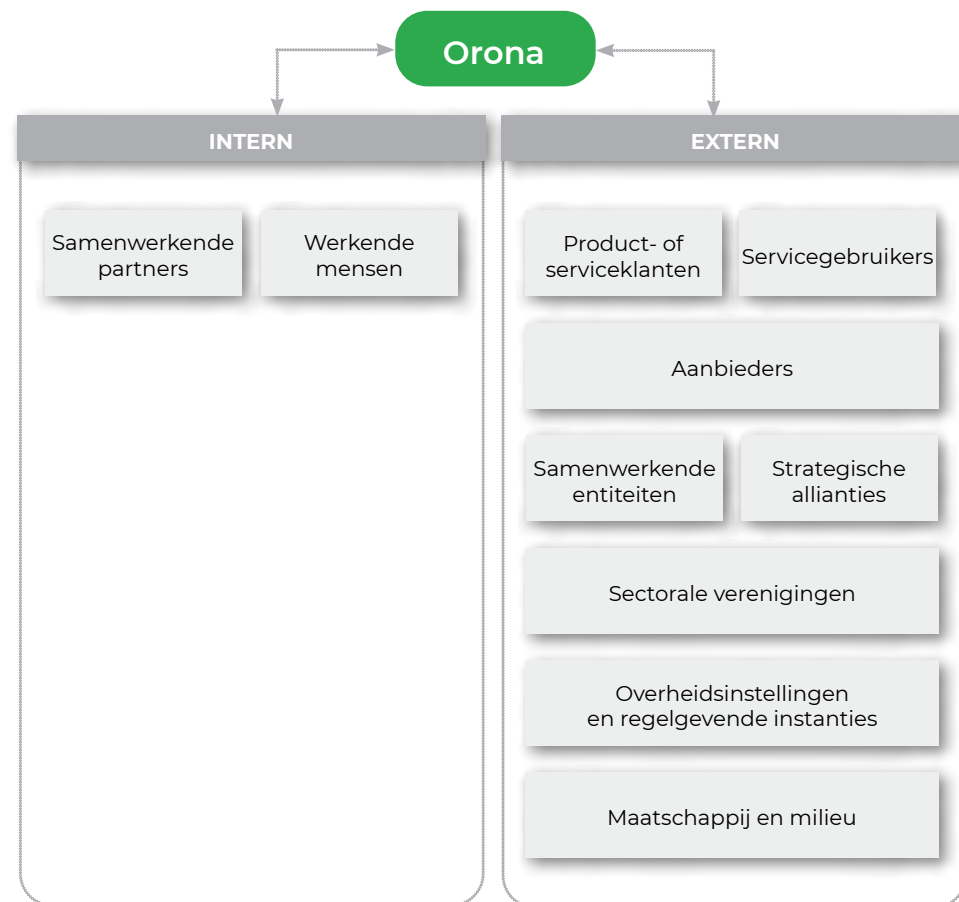 Orona
INTERN
EXTERN
Samenwerkende
partners
Werkende
mensen
Product- of
serviceklanten
Servicegebruikers
Aanbieders
Samenwerkende
entiteiten
Strategische
allianties
Sectorale verenigingen
Overheidsinstellingen
en regelgevende instanties
Maatschappij en milieu